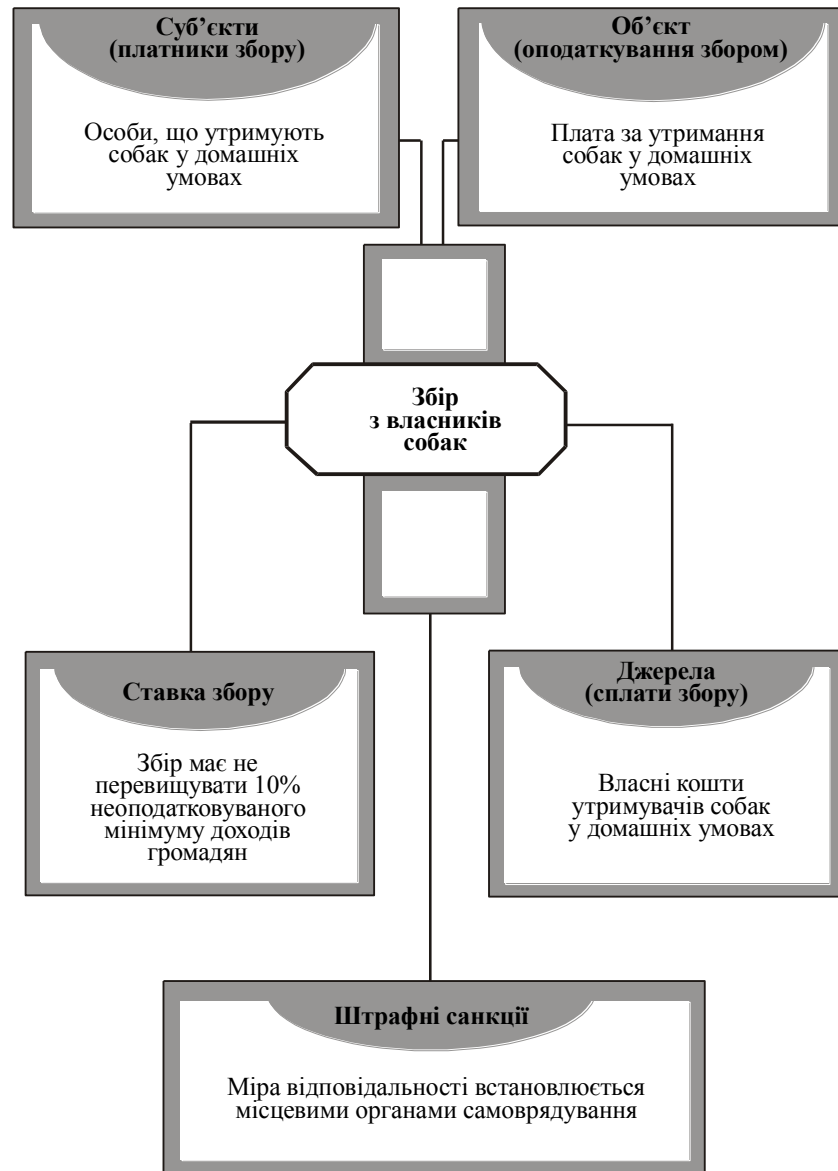 Суб’єкти
(платники збору)
Особи, що утримують
собак у домашніх
умовах
Об’єкт
(оподаткування збором)
Плата за утримання
собак у домашніх
умовах
Збір
з власників
собак
Ставка збору
Збір має не
перевищувати 10%
неоподатковуваного
мінімуму доходів
громадян
Джерела
(сплати збору)
Власні кошти
утримувачів собак
у домашніх умовах
Штрафні санкції
Міра відповідальності встановлюється
місцевими органами самоврядування